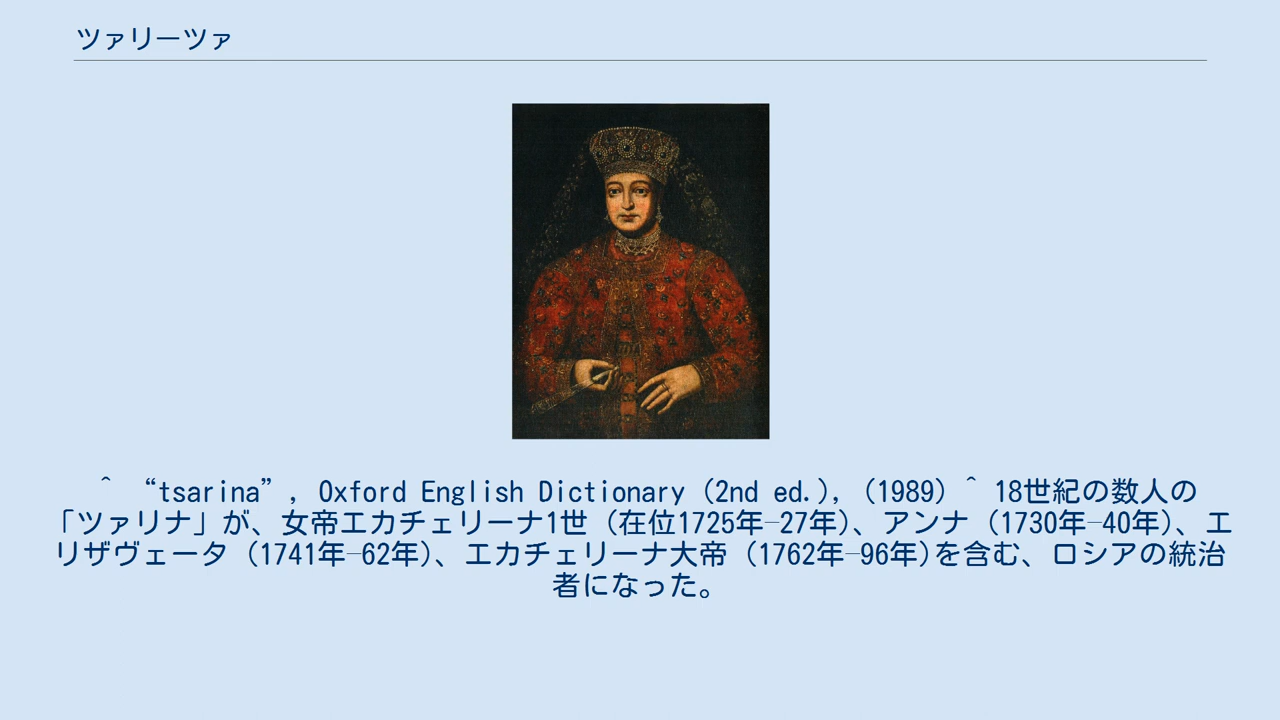 ツァリーツァ
^ “tsarina”, Oxford English Dictionary (2nd ed.), (1989) ^ 18世紀の数人の
「ツァリナ」が、女帝エカチェリーナ1世 (在位1725年–27年)、アンナ (1730年–40年)、エ
リザヴェータ (1741年–62年)、エカチェリーナ大帝 (1762年–96年)を含む、ロシアの統治
者になった。